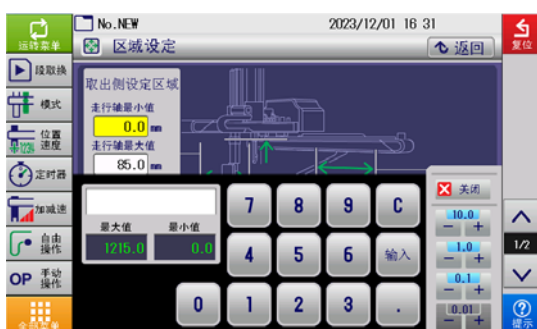 No.NEW 2023/12/01 16 31
运转菜单
区域设定
返回
复位
段取换
取出侧设定区域
走行轴最小值
0.0 mm
模式
走行轴最大值
85.0 mm
位置
速度
定时器
关闭
7 8 9 C
加减速
最大值 最小值
1215.0 0.0
10.0
- +
自由
操作
4 5 6 输入
1.0
- +
1/2
OP 手动
操作
0.1
- +
0 1 2 3 .
0.01
- +
全部菜单
提示